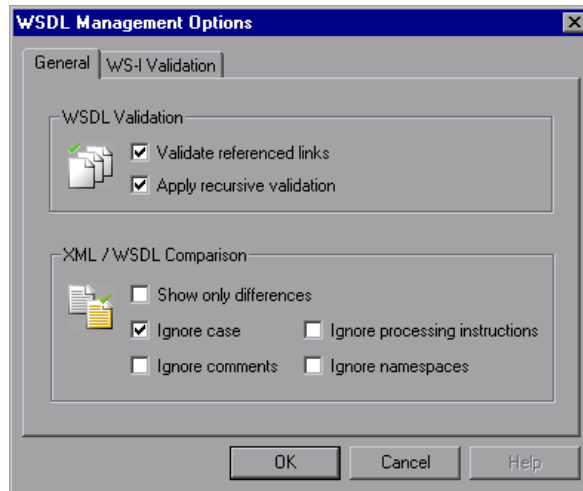 WSDL Management Options
General WS-I Validation
WSDL Validation
Validate referenced links
Apply recursive validation
XML / WSDL Comparison
Show only differences
Ignore case Ignore processing instructions
Ignore comments Ignore namespaces
OK Cancel Help